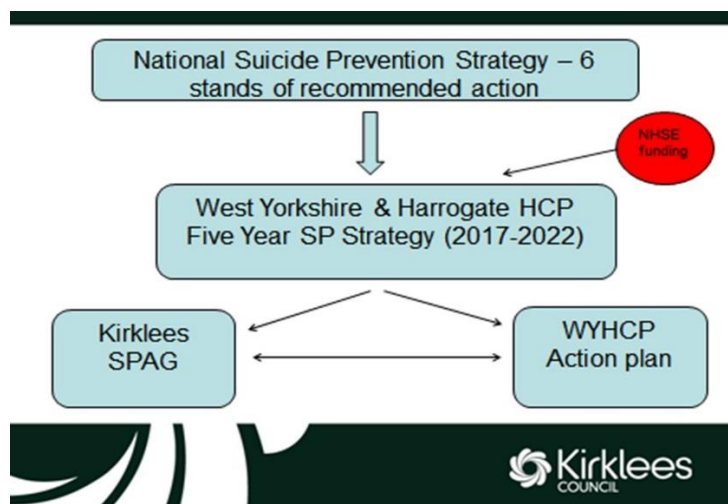 National Suicide Prevention Strategy – 6
stands of recommended action
NHSE
funding
West Yorkshire & Harrogate HCP
Five Year SP Strategy (2017-2022)
Kirklees
SPAG
WYHCP
Action plan
Kirklees
COUNCIL